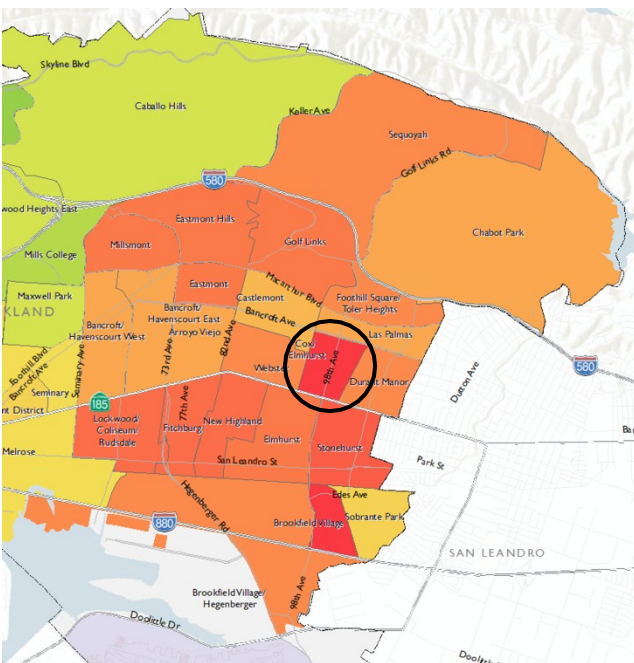 Skyline Blvd
Caballo Hills
Keller Ave
Sequoyah
Golf Links Rd
580
wood Heights East
Eastmont Hills
Millsmont
Golf Links
Chabot Park
Mills College
Eastmont
Macarthur Blvd
Maxwell Park
KLAND
Castlemont
Foothill Square/
Toler Heights
Bancroft/
Havenscourt East
Bancroft Ave
Bancroft/
Havenscourt West
Arroyo Viejo
82nd Ave
Las Palmas
Cox/
Elmhurst
73rd Ave
98th Ave
Foothill Blvd
Bancroft Ave
Seminary Ave
Webster
Durant Manor
Dutton Ave
580
Seminary
185
nt District
77th Ave
Lockwood/
Coliseum/
Rudsdale
Fitchburg
New Highland
Elmhurst
Stonehurst
Ba
Melrose
San Leandro St
Park St
Hegenberger Rd
Edes Ave
880
Brookfield Village
Sobrante Park
SAN LEANDRO
Brookfield Village/
Hegenberger
98th Ave
Doolittle Dr
Doolit